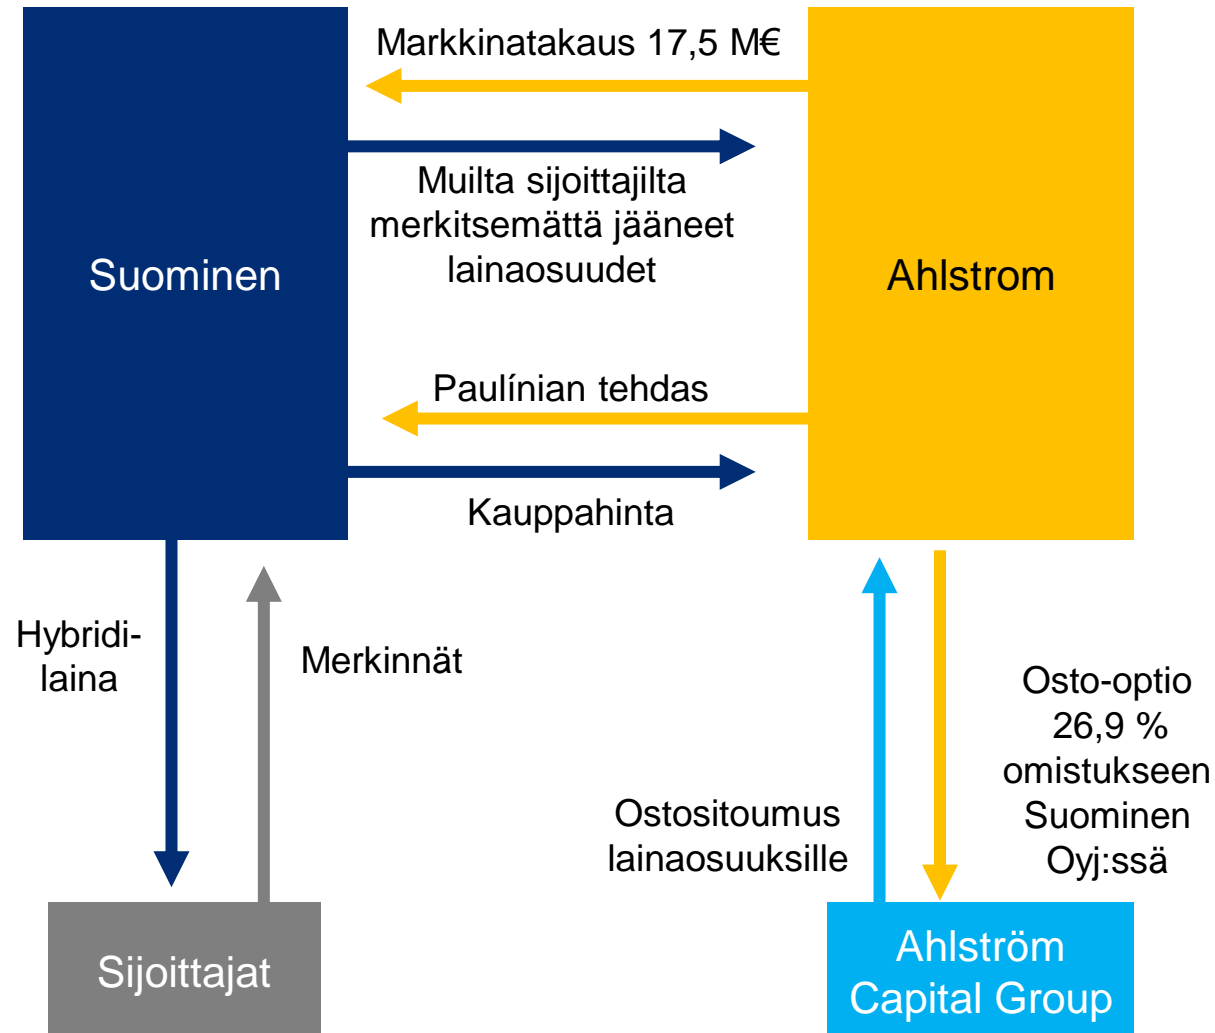 Markkinatakaus 17,5 M€
Muilta sijoittajilta
merkitsemättä jääneet
lainaosuudet
Suominen
Ahlstrom
Paulínian tehdas
Kauppahinta
Hybridi-
laina
Merkinnät
Osto-optio
26,9 %
omistukseen
Suominen
Oyj:ssä
Ostositoumus
lainaosuuksille
Sijoittajat
Ahlström
Capital Group